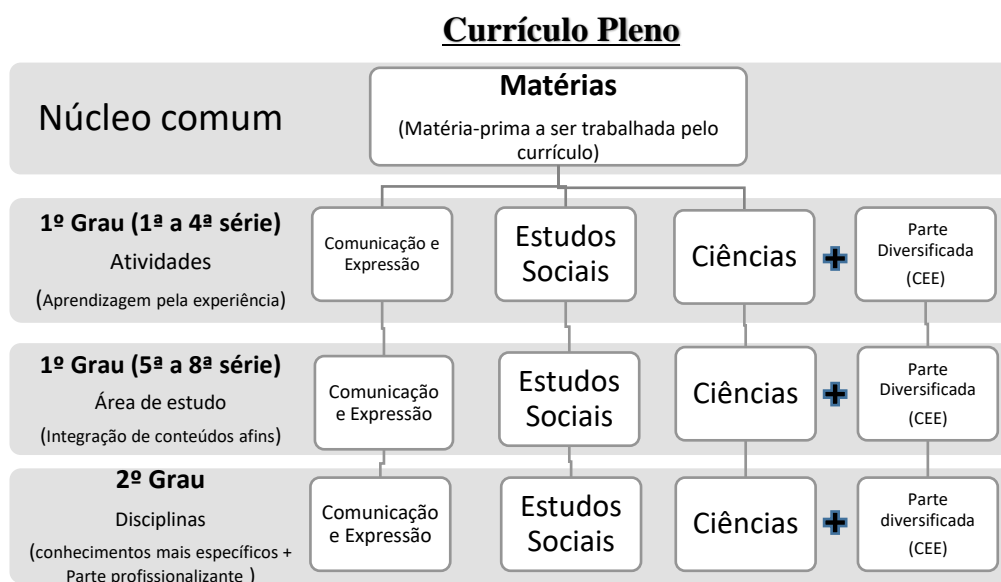 Currículo Pleno
Núcleo comum
Matérias
(Matéria-prima a ser trabalhada pelo
currículo)
1º Grau (1ª a 4ª série)
Atividades
(Aprendizagem pela experiência)
Comunicação e
Expressão
Estudos
Sociais
Ciências
Parte
Diversificada
(CEE)
1º Grau (5ª a 8ª série)
Área de estudo
(Integração de conteúdos afins)
Comunicação
e Expressão
Estudos
Sociais
Ciências
Parte
Diversificada
(CEE)
2º Grau
Disciplinas
(conhecimentos mais específicos +
Parte profissionalizante )
Comunicação
e Expressão
Estudos
Sociais
Ciências
Parte
diversificada
(CEE)